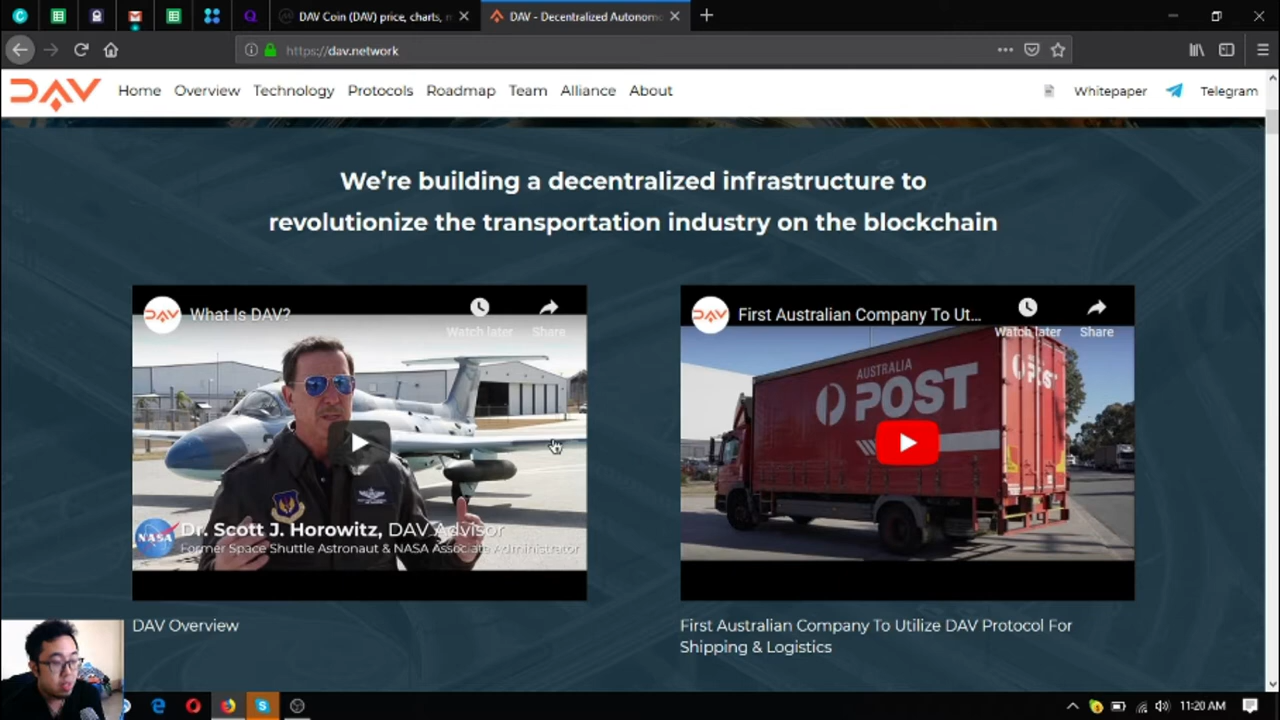 DAV Coin (DAV) price, charts, m
DAV - Decentralized Autonomo
https://dav.network
DAV
Home Overview Technology Protocols Roadmap Team Alliance About Whitepaper Telegram
We’re building a decentralized infrastructure to
revolutionize the transportation industry on the blockchain
DAV What Is DAV? Watch later Share
NASA Dr. Scott J. Horowitz, DAV Advisor
Former Space Shuttle Astronaut & NASA Associate Administrator
DAV Overview
DAV First Australian Company To Ut... Watch later Share
AUSTRALIA
POST
POST
First Australian Company To Utilize DAV Protocol For
Shipping & Logistics
11:20 AM